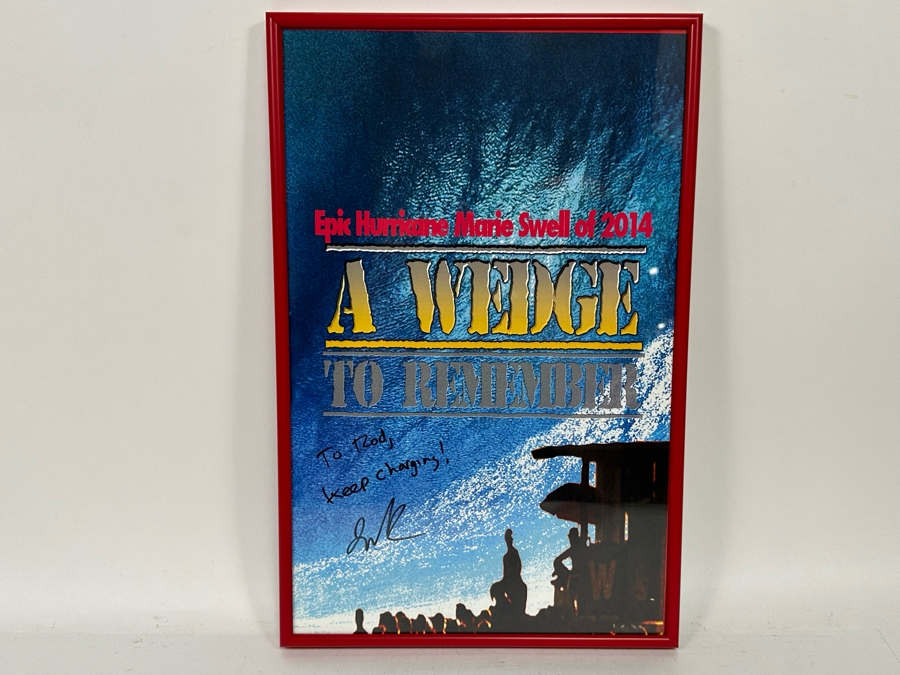 Epic Hurricane Marie Swell of 2014
A WEDGE
TO REMEMBER
To Rod,
keep charging!
W